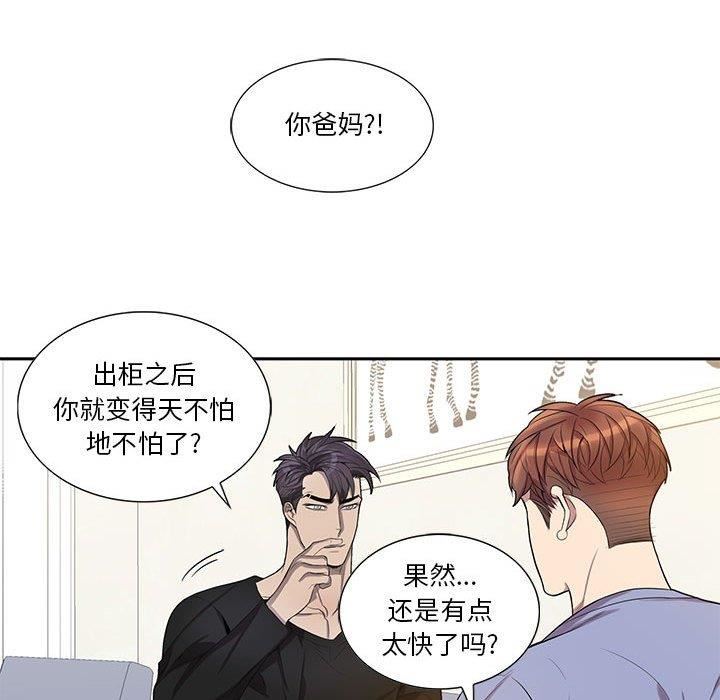 你爸妈?!
出柜之后
你就变得天不怕
地不怕了?
果然...
还是有点
太快了吗?